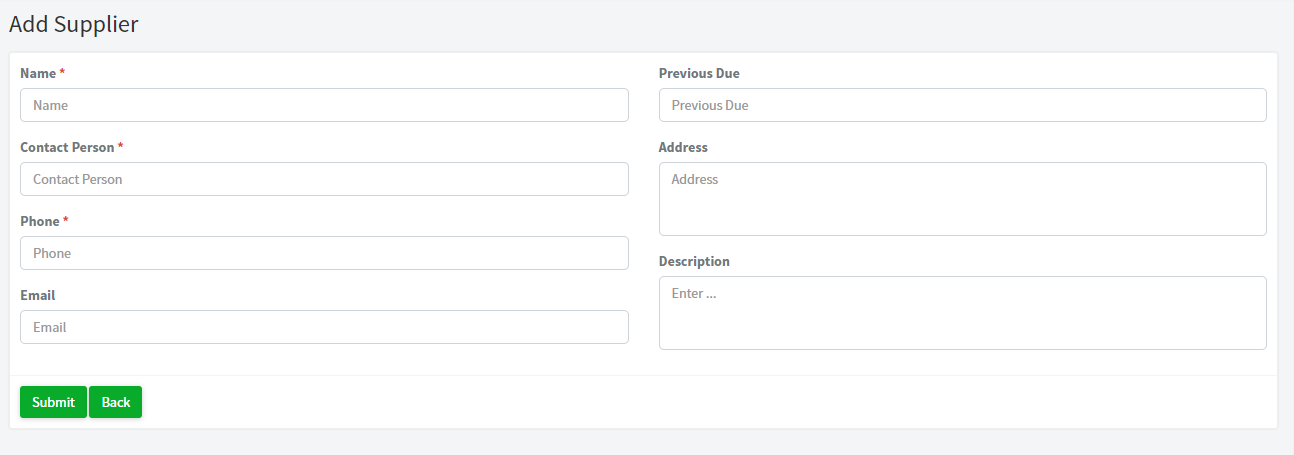 Add Supplier
Name *
Name
Contact Person *
Contact Person
Phone *
Phone
Email
Email
Previous Due
Previous Due
Address
Address
Description
Enter ...
Submit
Back